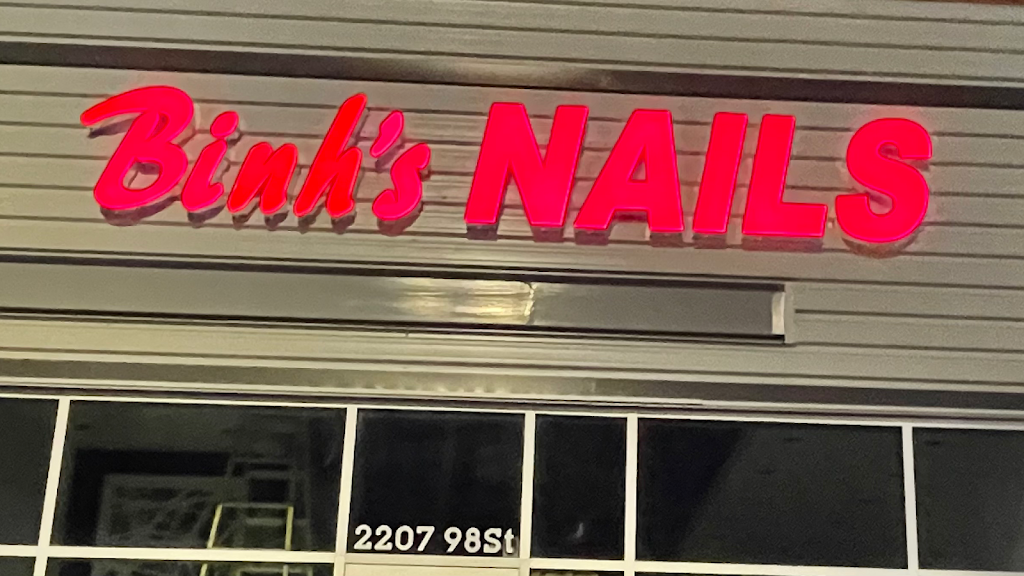 Binh's NAILS
2207 98St